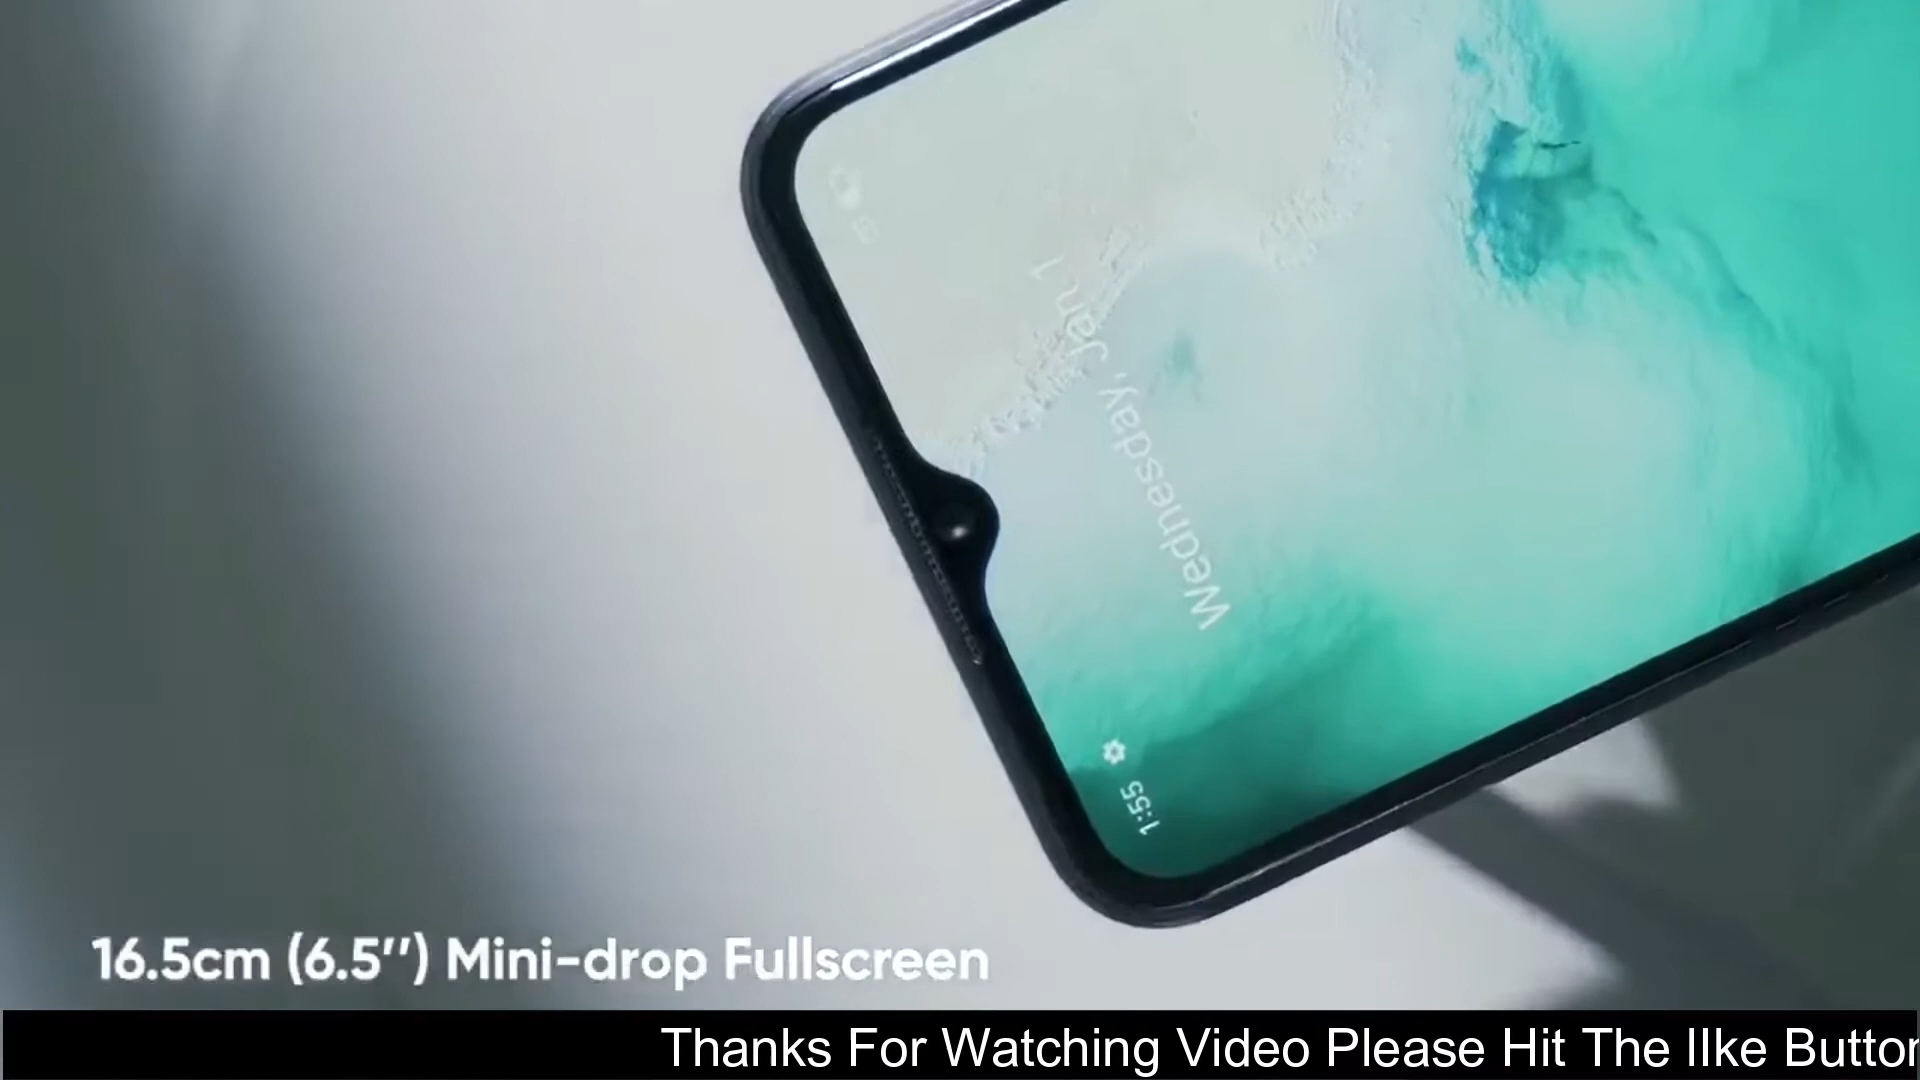 Wednesday, Jan 1
1:55
16.5cm (6.5″) Mini-drop Fullscreen
Thanks For Watching Video Please Hit The lIke Button